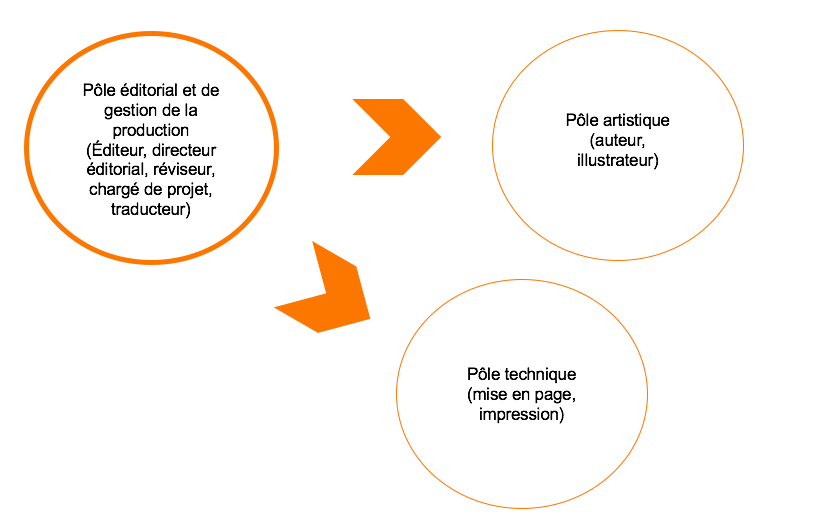 Pôle éditorial et de
gestion de la
production
(Éditeur, directeur
éditorial, réviseur,
chargé de projet,
traducteur)
Pôle artistique
(auteur,
illustrateur)
Pôle technique
(mise en page,
impression)